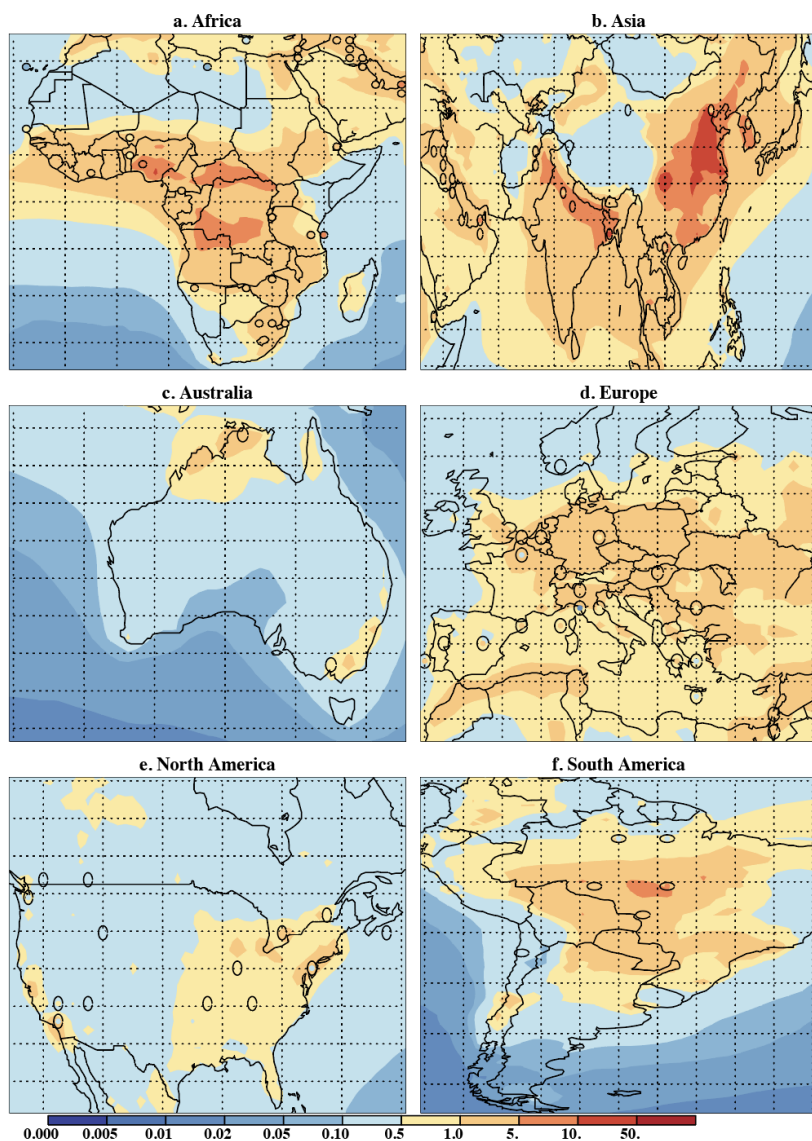 a. Africa
b. Asia
c. Australia
d. Europe
e. North America
f. South America
0.000 0.005 0.01 0.02 0.05 0.10 0.5 1.0 5. 10. 50.